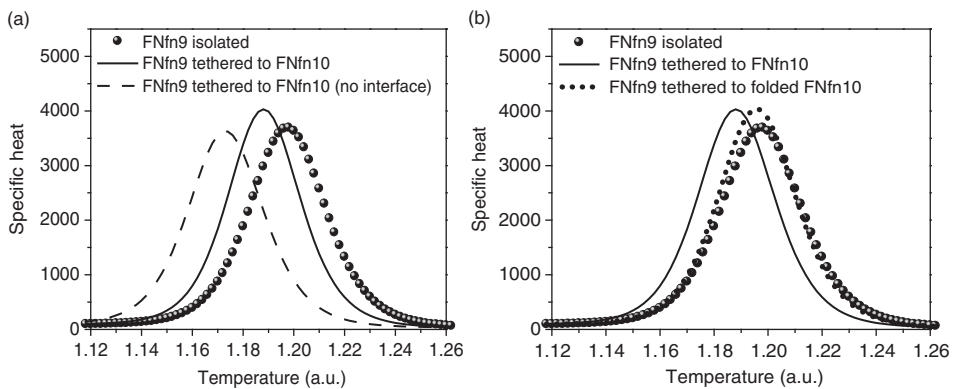 (a)
FNfn9 isolated
FNfn9 tethered to FNfn10
FNfn9 tethered to FNfn10 (no interface)
5000
4000
3000
2000
1000
0
Specific heat
1.12 1.14 1.16 1.18 1.20 1.22 1.24 1.26
Temperature (a.u.)
(b)
FNfn9 isolated
FNfn9 tethered to FNfn10
FNfn9 tethered to folded FNfn10
5000
4000
3000
2000
1000
0
Specific heat
1.12 1.14 1.16 1.18 1.20 1.22 1.24 1.26
Temperature (a.u.)